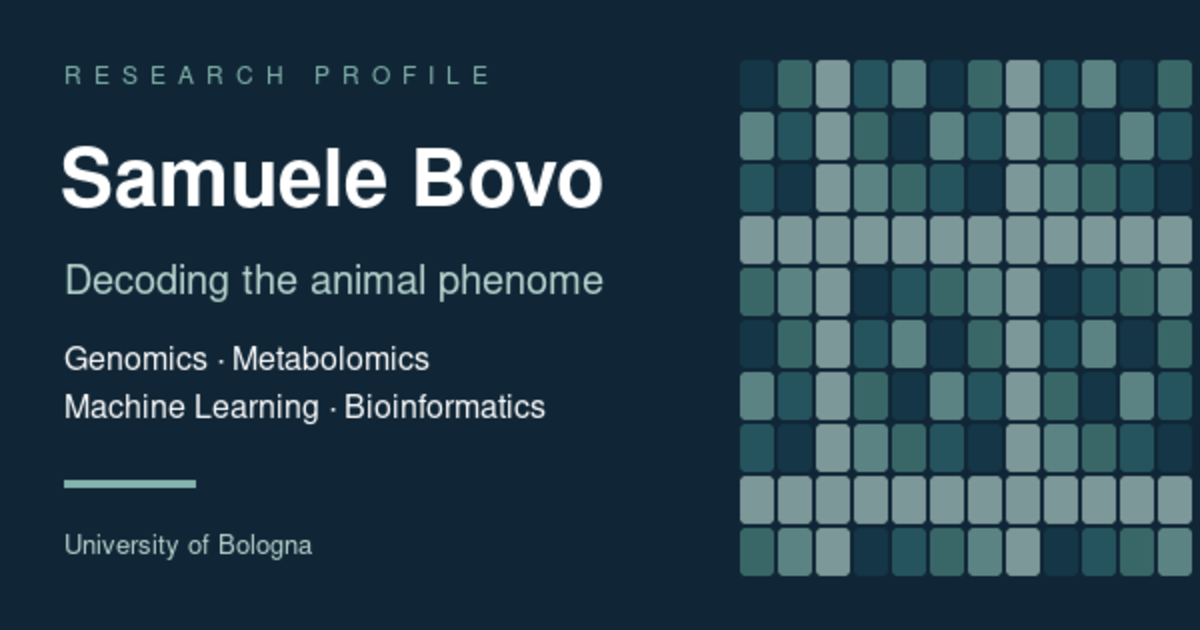 RESEARCH PROFILE
Samuele Bovo
Decoding the animal phenome
Genomics · Metabolomics
Machine Learning · Bioinformatics
University of Bologna